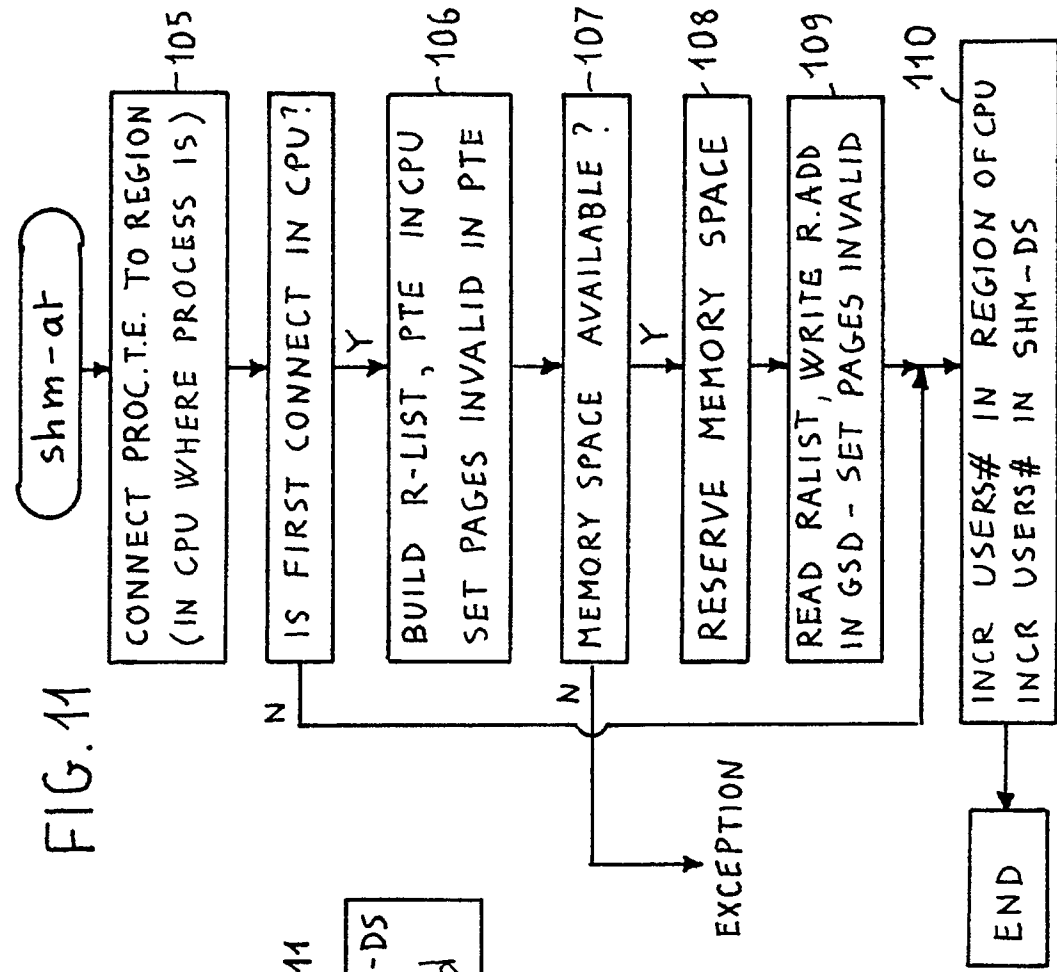 FIG. 11
shm-at
CONNECT PROC.T.E. TO REGION
(IN CPU WHERE PROCESS IS)
105
IS FIRST CONNECT IN CPU?
N
Y
BUILD R-LIST, PTE IN CPU
SET PAGES INVALID IN PTE
106
MEMORY SPACE AVAILABLE ?
107
N
Y
EXCEPTION
RESERVE MEMORY SPACE
108
READ RALIST, WRITE R.ADD
IN GSD - SET PAGES INVALID
109
INCR USERS# IN REGION OF CPU
INCR USERS# IN SHM-DS
110
END
11
-DS
d